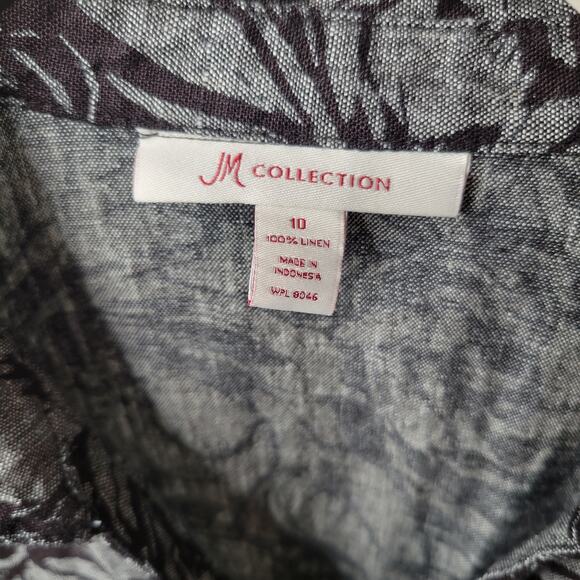 JM COLLECTION
10
100% LINEN
MADE IN
INDONESIA
WPL 8046